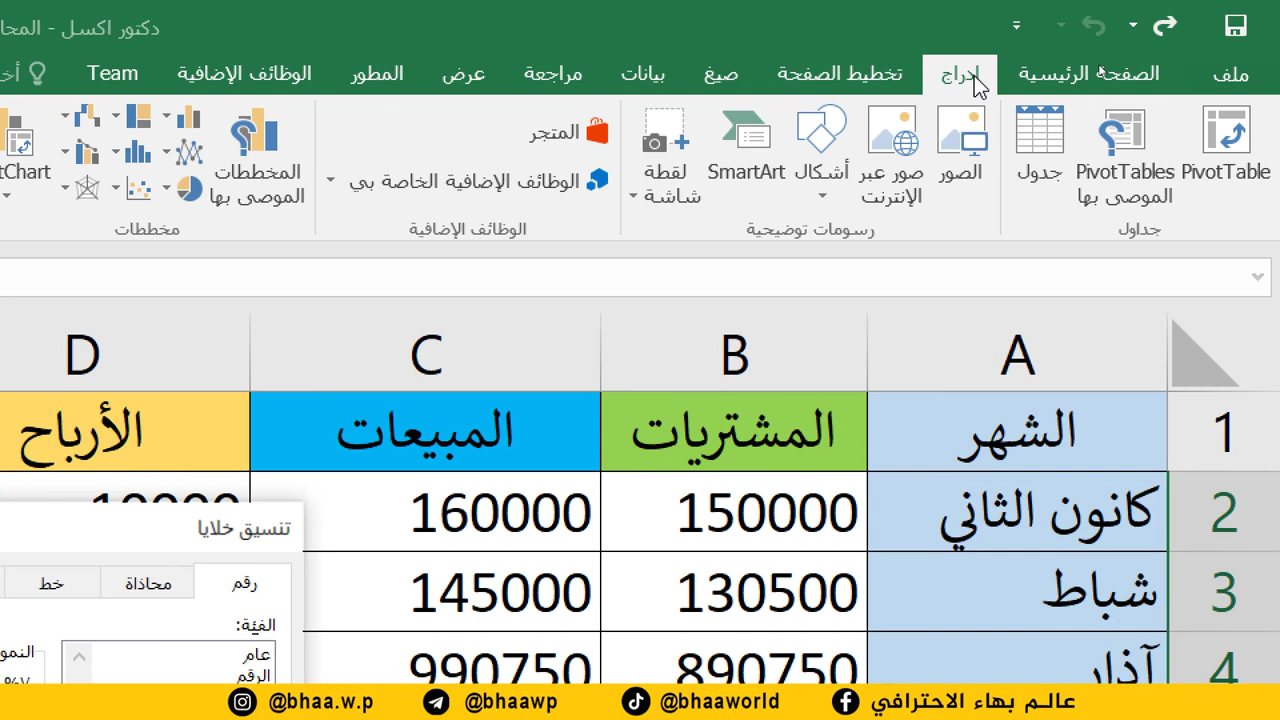 دكتور اكسل - المحا
ملف الصفحة الرئيسية إدراج تخطيط الصفحة صيغ بيانات مراجعة عرض المطور الوظائف الإضافية Team أخ
PivotTable
PivotTables الموصى بها
جدول
جداول
الصور
صور عبر الإنترنت
أشكال
SmartArt
لقطة شاشة
رسومات توضيحية
المتجر
الوظائف الإضافية الخاصة بي
الوظائف الإضافية
المخططات الموصى بها
tChart
مخططات
A B C D
1 الشهر المشتريات المبيعات الأرباح
2 كانون الثاني 150000 160000
3 شباط 130500 145000
4 آذار 890750 990750
تنسيق خلايا
رقم محاذاة خط
الفئة:
عام
الرقم
النمو
عالم بهاء الاحترافي @bhaaworld @bhaawp @bhaa.w.p